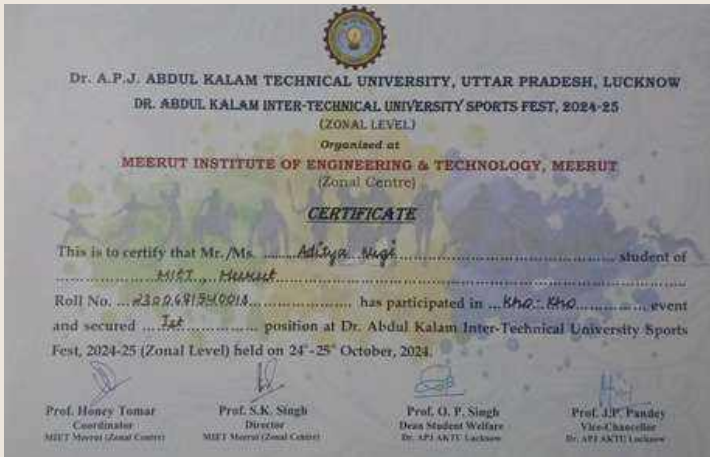 Dr. A.P.J. ABDUL KALAM TECHNICAL UNIVERSITY, UTTAR PRADESH, LUCKNOW
DR. ABDUL KALAM INTER-TECHNICAL UNIVERSITY SPORTS FEST, 2024-25
(ZONAL LEVEL)
Organised at
MEERUT INSTITUTE OF ENGINEERING & TECHNOLOGY, MEERUT
(Zonal Centre)
CERTIFICATE
This is to certify that Mr./Ms. Aditya student of
MIET, Meerut
Roll No. has participated in Kho-Kho event
and secured Ist position at Dr. Abdul Kalam Inter-Technical University Sports
Fest, 2024-25 (Zonal Level) held on 24-25 October, 2024.
Prof. Honey Tomar Prof. S.K. Singh Prof. O. P. Singh Prof. J.P. Pandey
Coordinator Director Dean Student Welfare Vice-Chancellor
MIET Meerut (Zonal Centre) MIET Meerut (Zonal Centre) Dr. APJ AKTU Lucknow Dr. APJ AKTU Lucknow